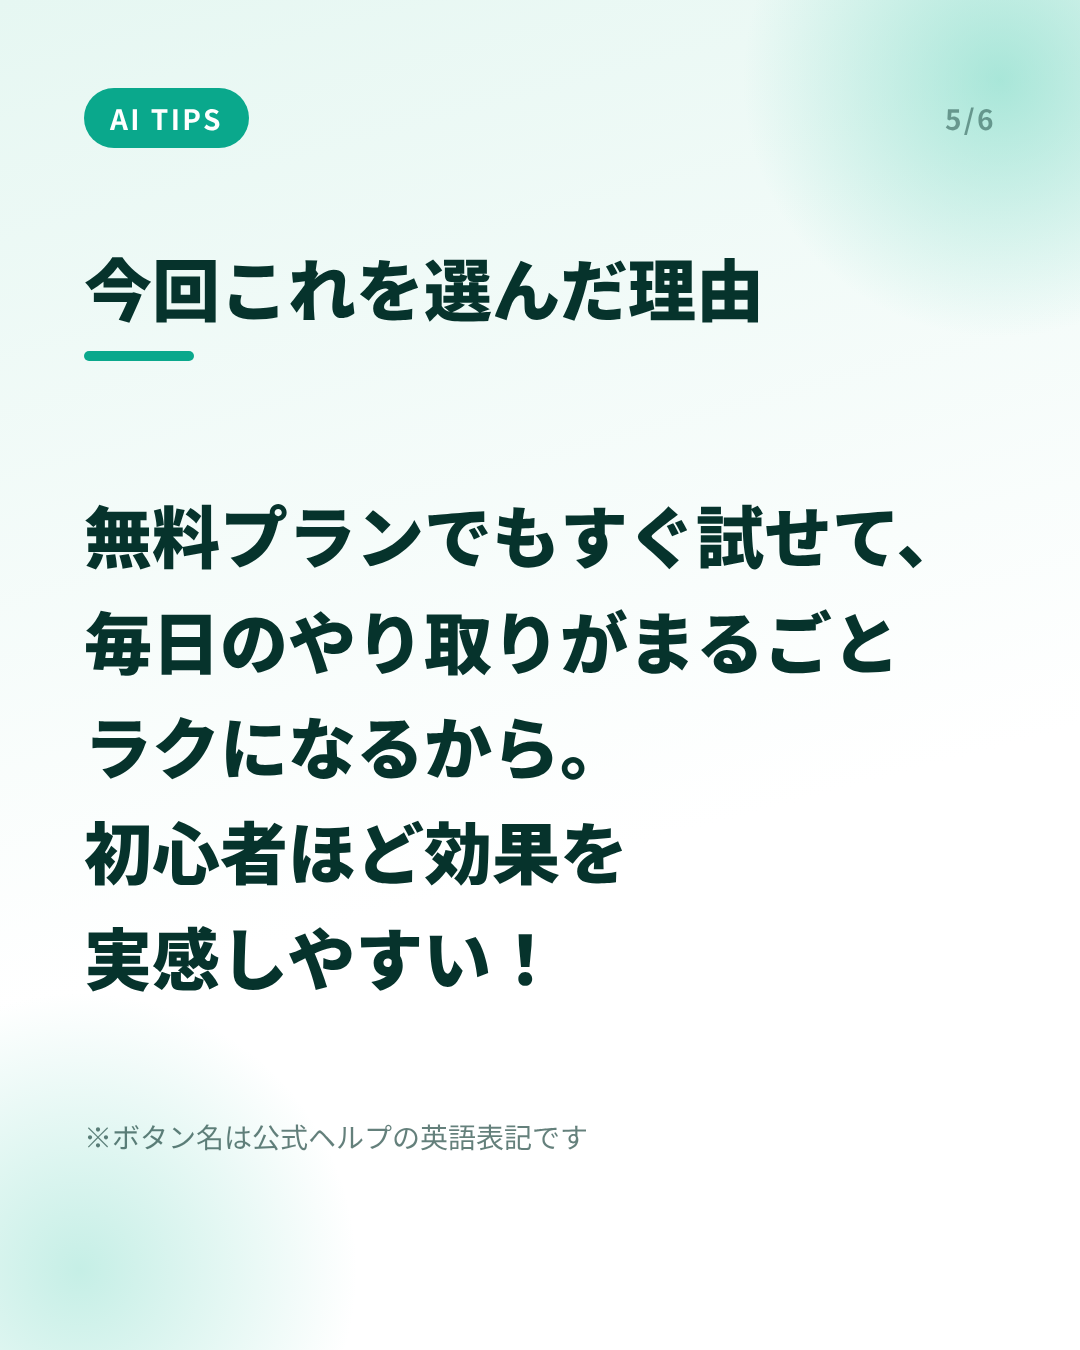 AI TIPS
5/6
今回これを選んだ理由
無料プランでもすぐ試せて、
毎日のやり取りがまるごと
ラクになるから。
初心者ほど効果を
実感しやすい！
※ボタン名は公式ヘルプの英語表記です